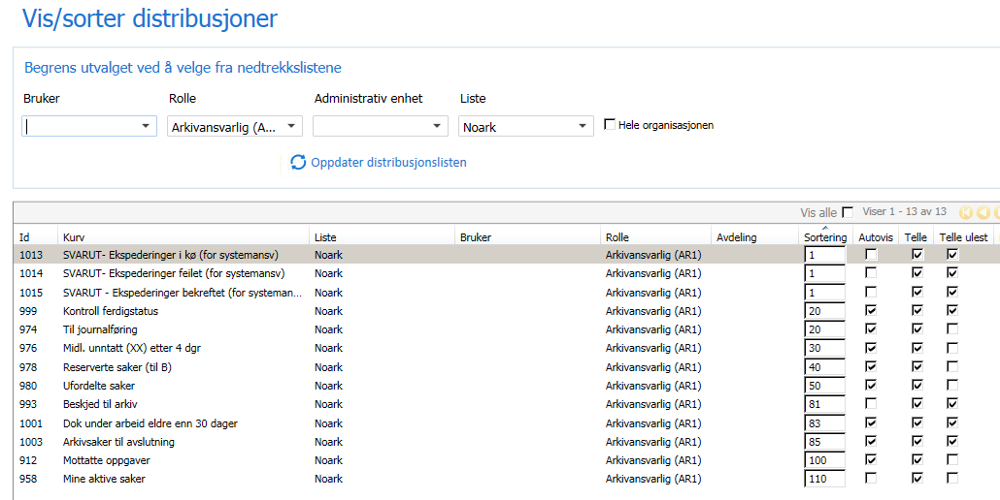 Vis/sorter distribusjoner
Begrens utvalget ved å velge fra nedtrekkslistene
Bruker Rolle Administrativ enhet Liste
Arkivansvarlig (A... Noark Hele organisasjonen
Oppdater distribusjonslisten
Vis alle Viser 1 - 13 av 13
Id Kurv Liste Bruker Rolle Avdeling Sortering Autovis Telle Telle ulest
1013 SVARUT- Ekspederinger i kø (for systemansv) Noark Arkivansvarlig (AR1) 1
1014 SVARUT- Ekspederinger feilet (for systemansv) Noark Arkivansvarlig (AR1) 1
1015 SVARUT - Ekspederinger bekreftet (for systeman... Noark Arkivansvarlig (AR1) 1
999 Kontroll ferdigstatus Noark Arkivansvarlig (AR1) 20
974 Til journalføring Noark Arkivansvarlig (AR1) 20
976 Midl. unntatt (XX) etter 4 dgr Noark Arkivansvarlig (AR1) 30
978 Reserverte saker (til B) Noark Arkivansvarlig (AR1) 40
980 Ufordelte saker Noark Arkivansvarlig (AR1) 50
993 Beskjed til arkiv Noark Arkivansvarlig (AR1) 81
1001 Dok under arbeid eldre enn 30 dager Noark Arkivansvarlig (AR1) 83
1003 Arkivsaker til avslutning Noark Arkivansvarlig (AR1) 85
912 Mottatte oppgaver Noark Arkivansvarlig (AR1) 100
958 Mine aktive saker Noark Arkivansvarlig (AR1) 110